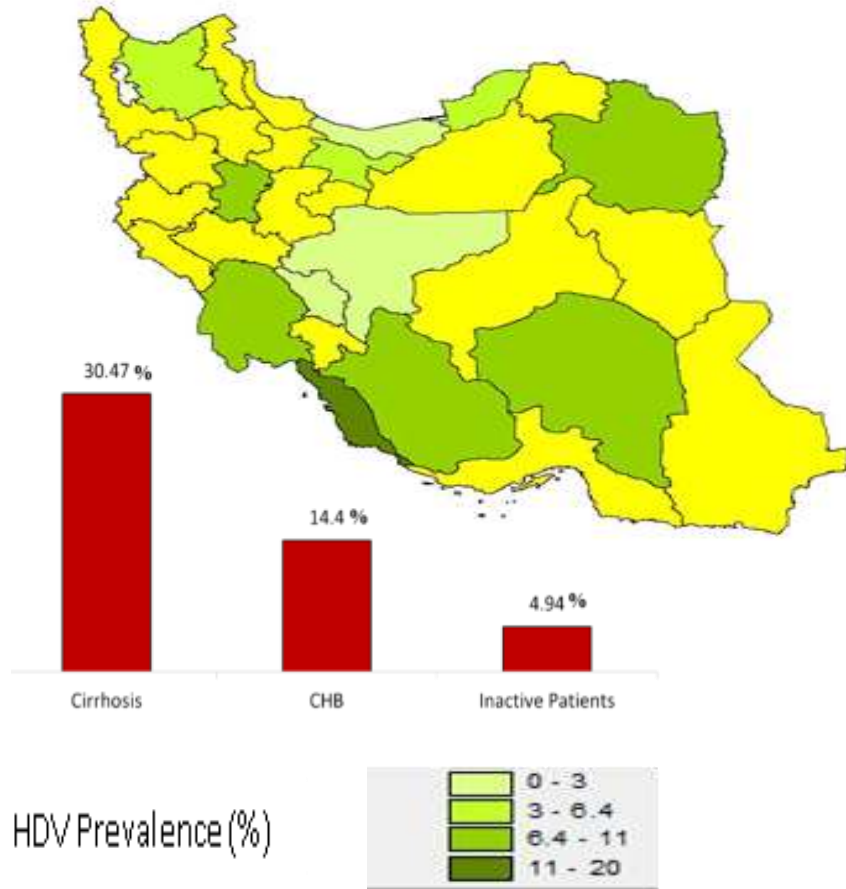 30.47 %
14.4 %
4.94 %
Cirrhosis
CHB
Inactive Patients
HDV Prevalence (%)
0 - 3
3 - 6.4
6.4 - 11
11 - 20